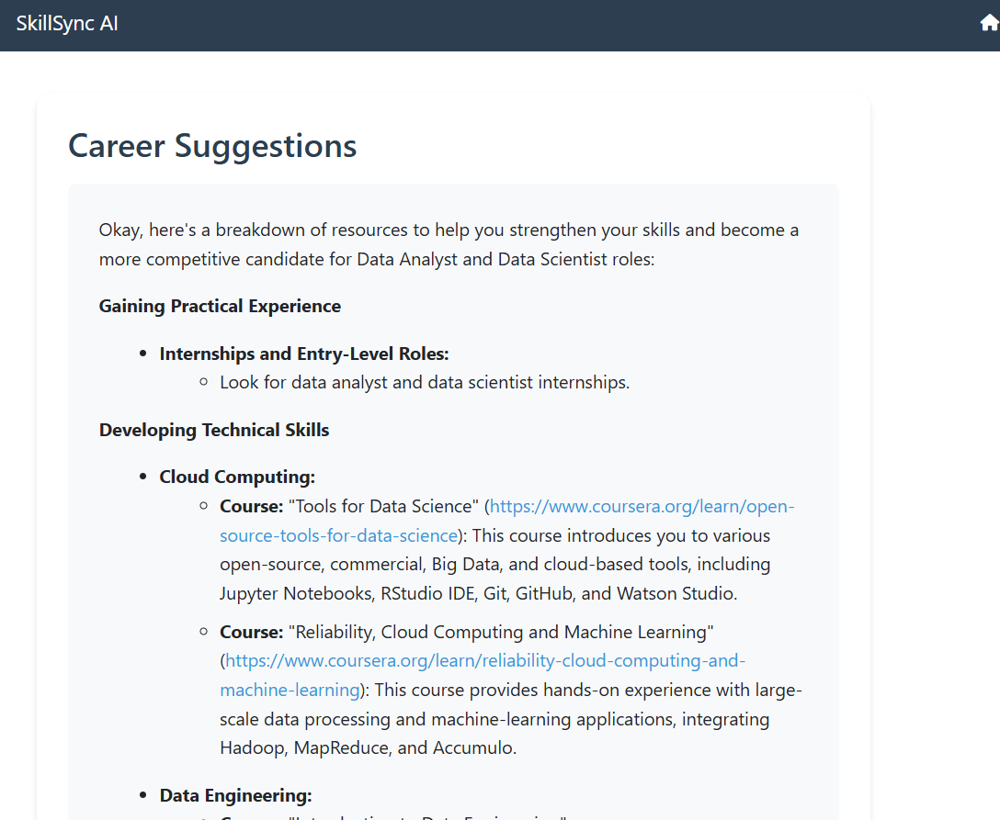 SkillSync AI
Career Suggestions
Okay, here's a breakdown of resources to help you strengthen your skills and become a
more competitive candidate for Data Analyst and Data Scientist roles:
Gaining Practical Experience
Internships and Entry-Level Roles:
Look for data analyst and data scientist internships.
Developing Technical Skills
Cloud Computing:
Course: "Tools for Data Science" (https://www.coursera.org/learn/open-
source-tools-for-data-science): This course introduces you to various
open-source, commercial, Big Data, and cloud-based tools, including
Jupyter Notebooks, RStudio IDE, Git, GitHub, and Watson Studio.
Course: "Reliability, Cloud Computing and Machine Learning"
(https://www.coursera.org/learn/reliability-cloud-computing-and-
machine-learning): This course provides hands-on experience with large-
scale data processing and machine-learning applications, integrating
Hadoop, MapReduce, and Accumulo.
Data Engineering: